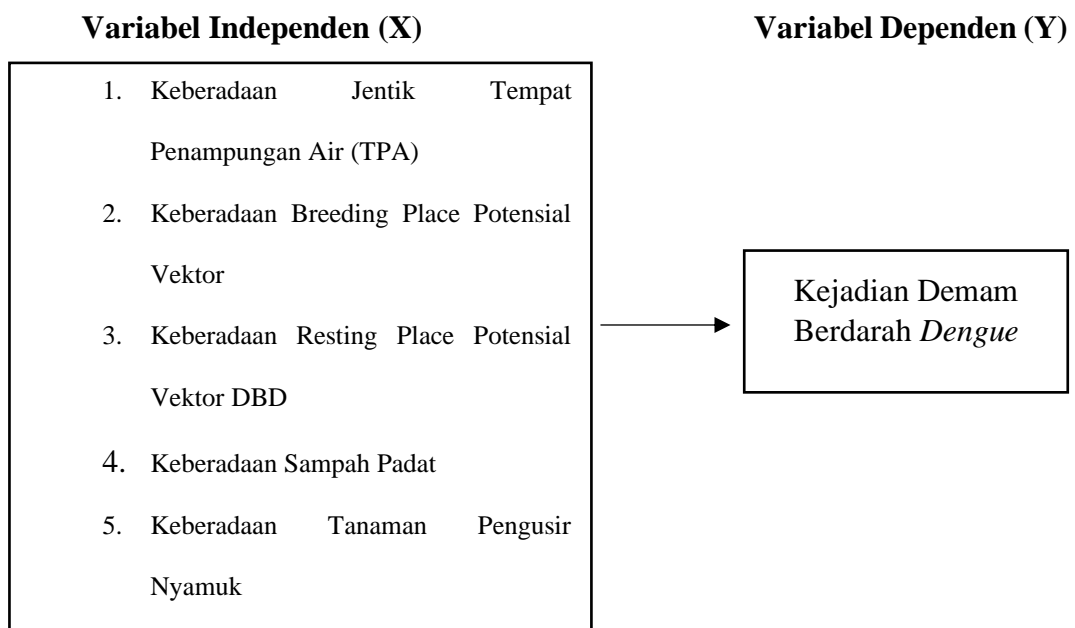 Variabel Independen (X)
Variabel Dependen (Y)
1. Keberadaan Jentik Tempat
Penampungan Air (TPA)
2. Keberadaan Breeding Place Potensial
Vektor
3. Keberadaan Resting Place Potensial
Vektor DBD
4. Keberadaan Sampah Padat
5. Keberadaan Tanaman Pengusir
Nyamuk
Kejadian Demam
Berdarah Dengue